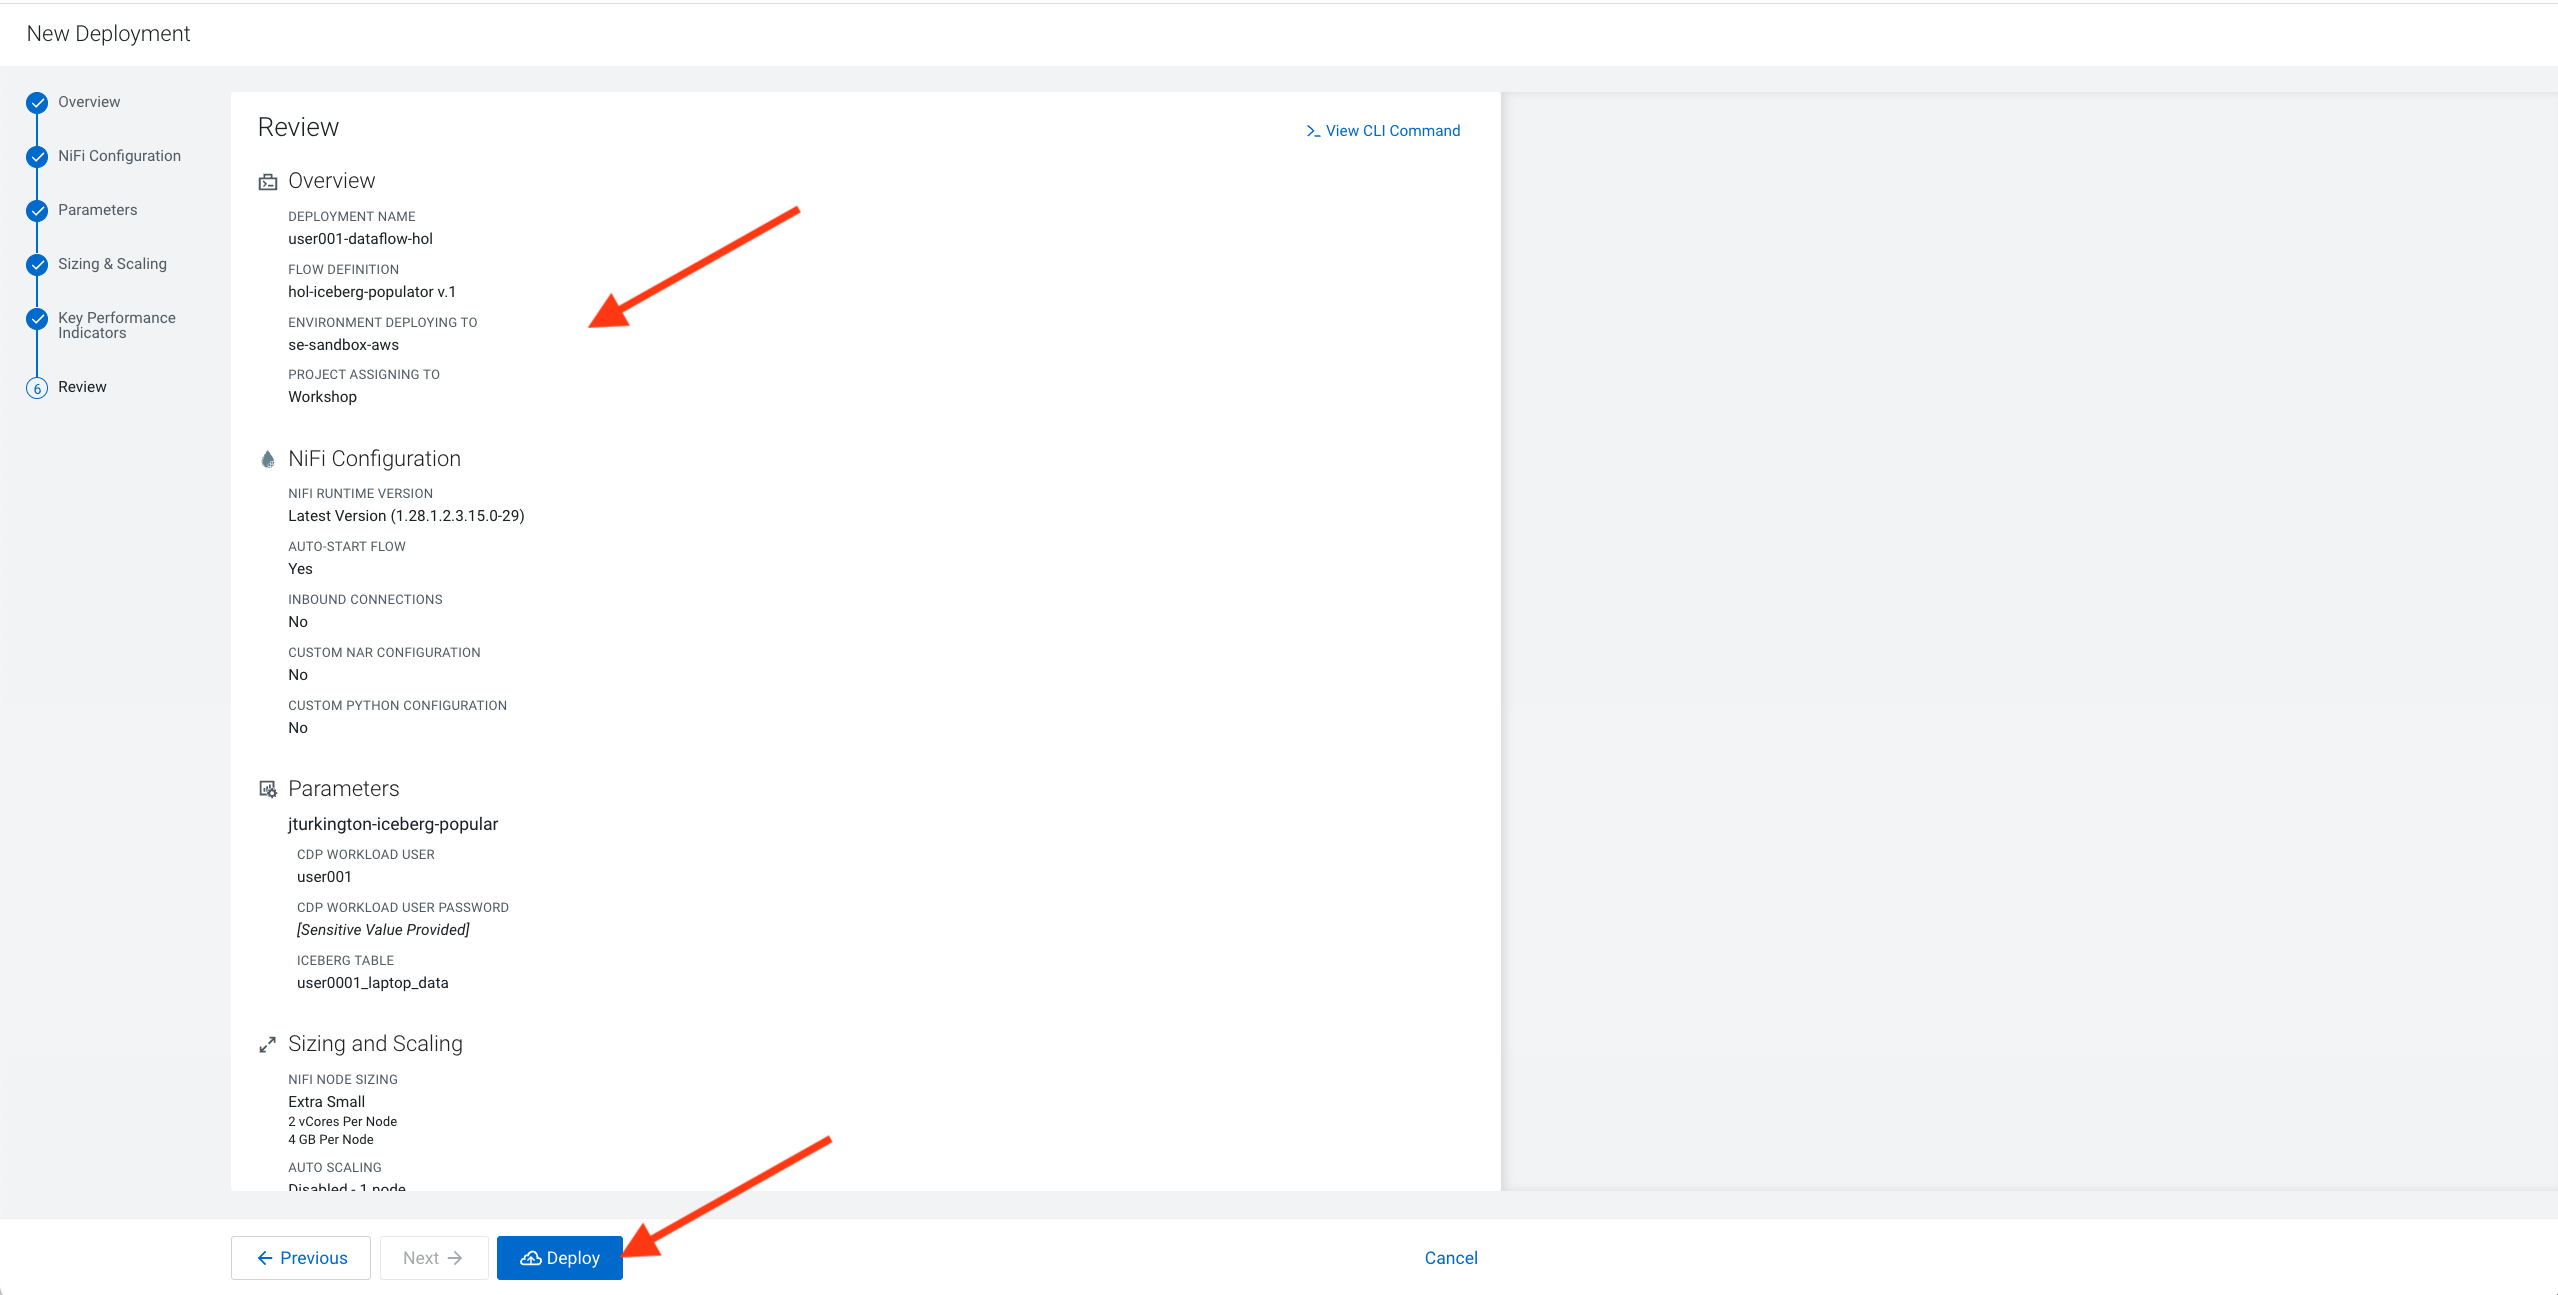 New Deployment
Overview
NiFi Configuration
Parameters
Sizing & Scaling
Key Performance
Indicators
6
Review
Review
View CLI Command
Overview
DEPLOYMENT NAME
user001-dataflow-hol
FLOW DEFINITION
hol-iceberg-populator v.1
ENVIRONMENT DEPLOYING TO
se-sandbox-aws
PROJECT ASSIGNING TO
Workshop
NiFi Configuration
NIFI RUNTIME VERSION
Latest Version (1.28.1.2.3.15.0-29)
AUTO-START FLOW
Yes
INBOUND CONNECTIONS
No
CUSTOM NAR CONFIGURATION
No
CUSTOM PYTHON CONFIGURATION
No
Parameters
jturkington-iceberg-popular
CDP WORKLOAD USER
user001
CDP WORKLOAD USER PASSWORD
[Sensitive Value Provided]
ICEBERG TABLE
user0001_laptop_data
Sizing and Scaling
NIFI NODE SIZING
Extra Small
2 vCores Per Node
4 GB Per Node
AUTO SCALING
Disabled - 1 node
Previous
Next
Deploy
Cancel